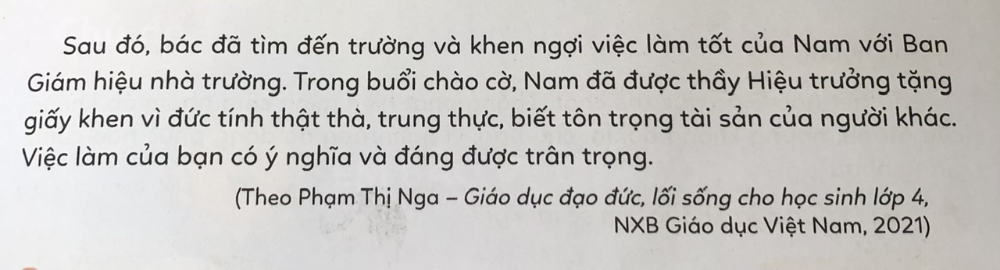 Sau đó, bác đã tìm đến trường và khen ngợi việc làm tốt của Nam với Ban
Giám hiệu nhà trường. Trong buổi chào cờ, Nam đã được thầy Hiệu trưởng tặng
giấy khen vì đức tính thật thà, trung thực, biết tôn trọng tài sản của người khác.
Việc làm của bạn có ý nghĩa và đáng được trân trọng.
(Theo Phạm Thị Nga – Giáo dục đạo đức, lối sống cho học sinh lớp 4,
NXB Giáo dục Việt Nam, 2021)